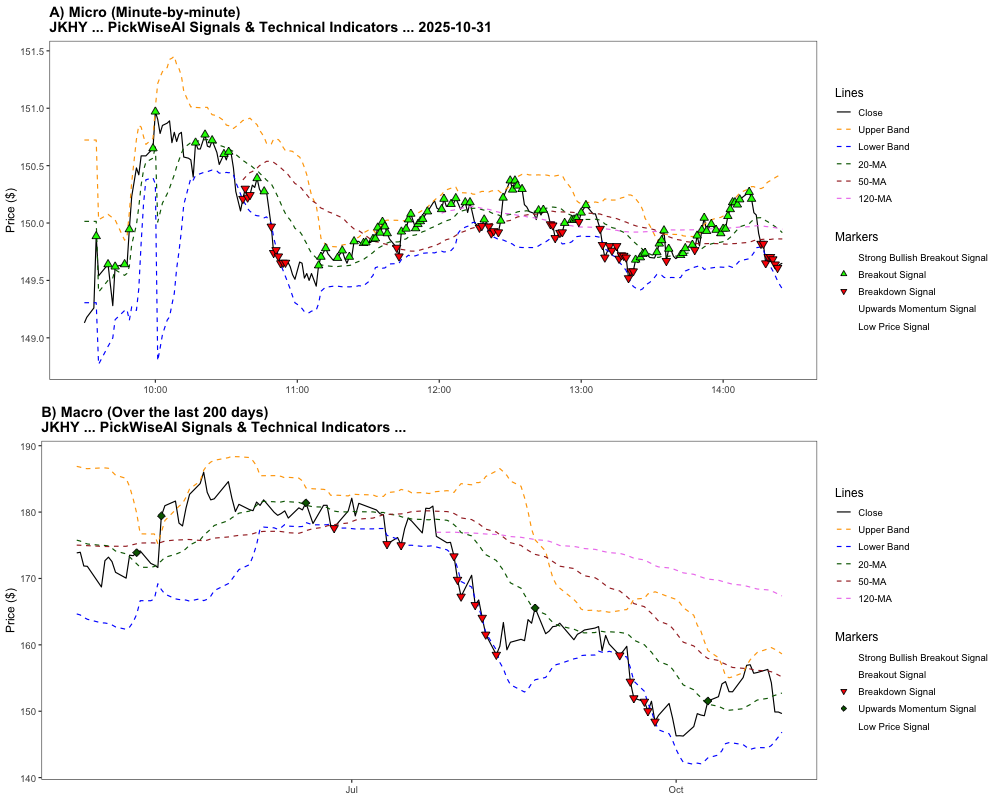 A) Micro (Minute-by-minute)
JKHY ... PickWiseAI Signals & Technical Indicators ... 2025-10-31
151.5
151.0
150.5
150.0
149.5
149.0
Price ($)
10:00
11:00
12:00
13:00
14:00
Lines
Close
Upper Band
Lower Band
20-MA
50-MA
120-MA
Markers
Strong Bullish Breakout Signal
Breakout Signal
Breakdown Signal
Upwards Momentum Signal
Low Price Signal
B) Macro (Over the last 200 days)
JKHY ... PickWiseAI Signals & Technical Indicators ...
190
180
170
160
150
140
Price ($)
Jul
Oct
Lines
Close
Upper Band
Lower Band
20-MA
50-MA
120-MA
Markers
Strong Bullish Breakout Signal
Breakout Signal
Breakdown Signal
Upwards Momentum Signal
Low Price Signal